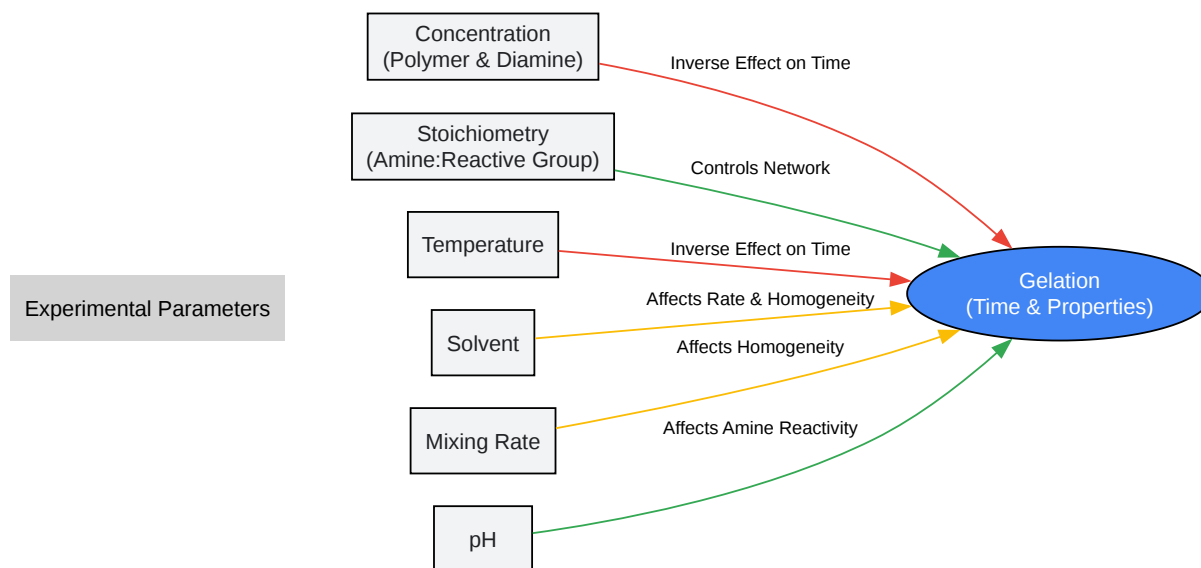 Concentration
(Polymer & Diamine)
Inverse Effect on Time
Stoichiometry
(Amine:Reactive Group)
Controls Network
Temperature
Inverse Effect on Time
Experimental Parameters
Gelation
(Time & Properties)
Affects Rate & Homogeneity
Solvent
Affects Homogeneity
Mixing Rate
Affects Amine Reactivity
pH